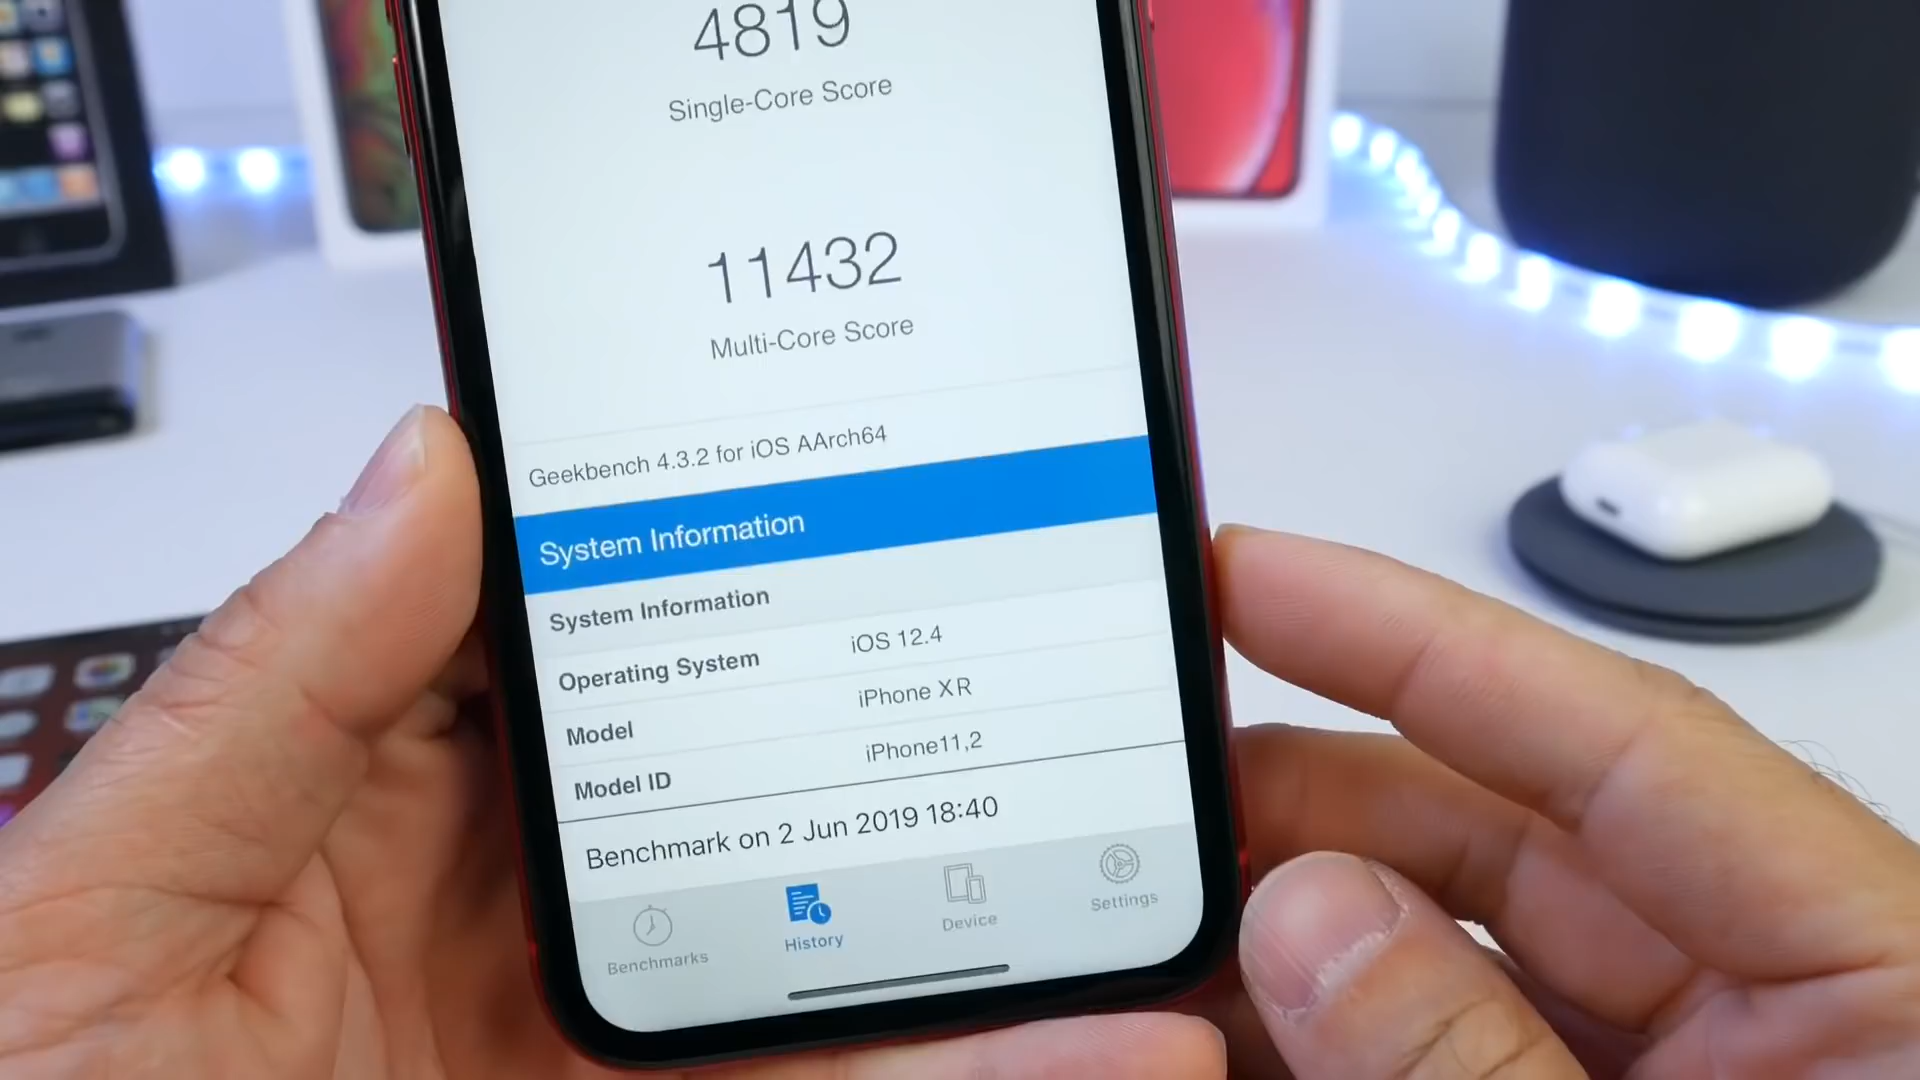 4819
Single-Core Score
11432
Multi-Core Score
Geekbench 4.3.2 for iOS AArch64
System Information
System Information
Operating System iOS 12.4
Model iPhone XR
Model ID iPhone11,2
Benchmark on 2 Jun 2019 18:40
Benchmarks History Device Settings